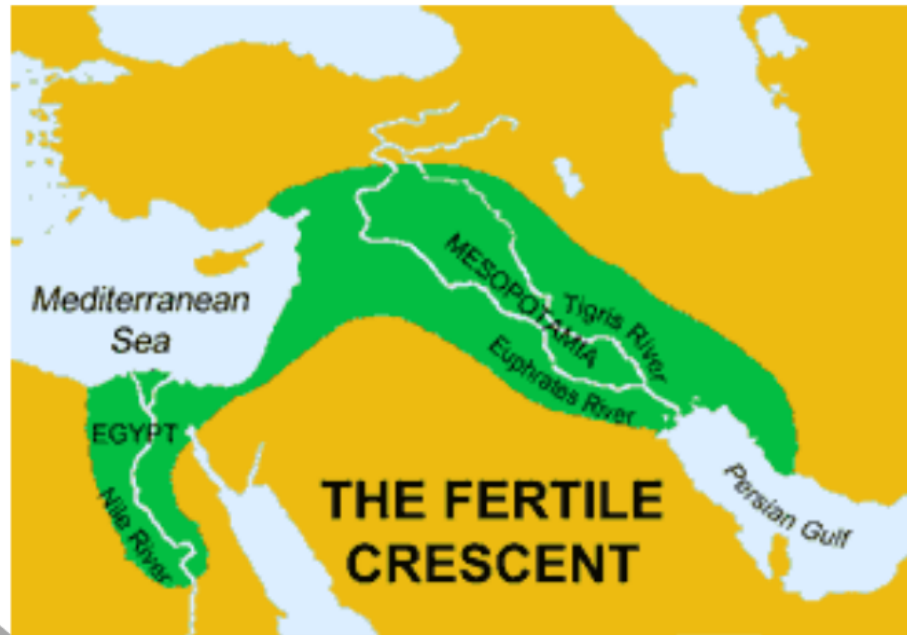 Mediterranean
Sea
MESOPOTAMIA
Tigris River
Euphrates River
EGYPT
Nile River
Persian Gulf
THE FERTILE
CRESCENT